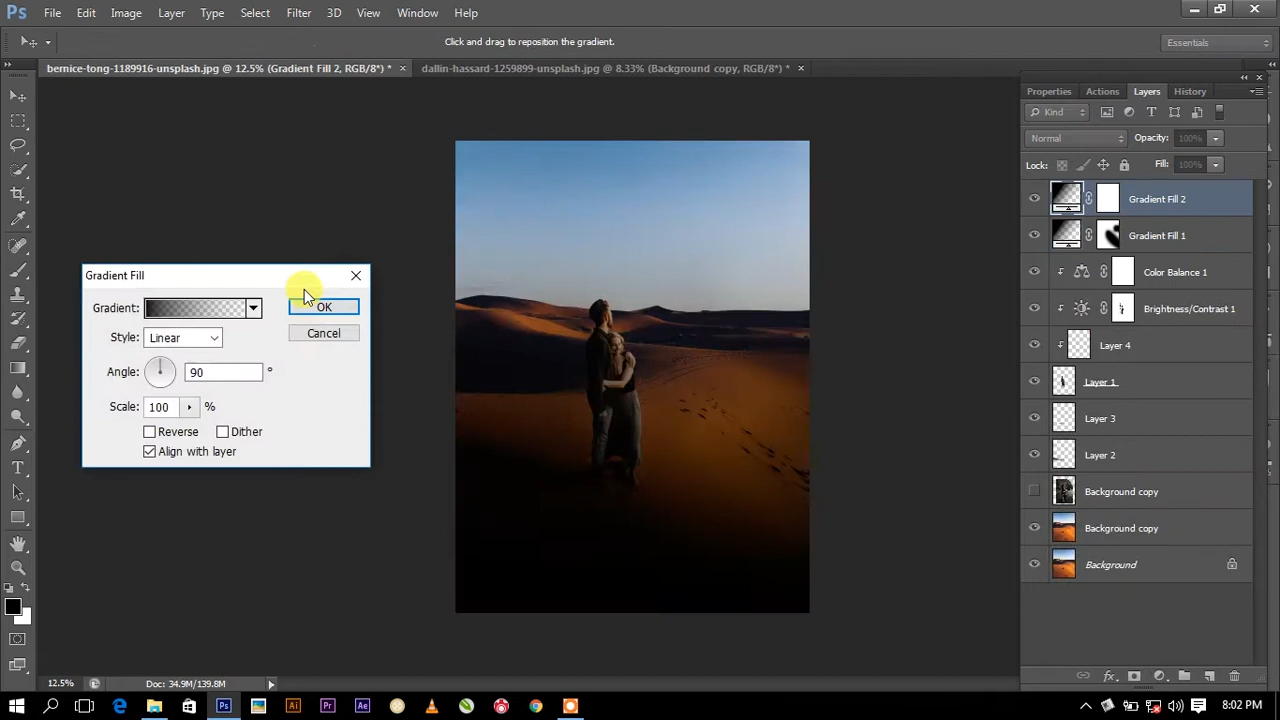 Ps File Edit Image Layer Type Select Filter 3D View Window Help
Click and drag to reposition the gradient.
Essentials
bernice-tong-1189916-unsplash.jpg @ 12.5% (Gradient Fill 2, RGB/8*) * × dallin-hassard-1259899-unsplash.jpg @ 8.33% (Background copy, RGB/8*) * ×
Properties Actions Layers History
Kind
Normal Opacity: 100%
Lock: Fill: 100%
Gradient Fill 2
Gradient Fill 1
Color Balance 1
Brightness/Contrast 1
Layer 4
Layer 1
Layer 3
Layer 2
Background copy
Background copy
Background
Gradient Fill
Gradient: OK
Style: Linear Cancel
Angle: 90 °
Scale: 100 %
Reverse Dither
Align with layer
12.5% Doc: 34.9M/139.8M
Ps Ai Pr Ae 8:02 PM